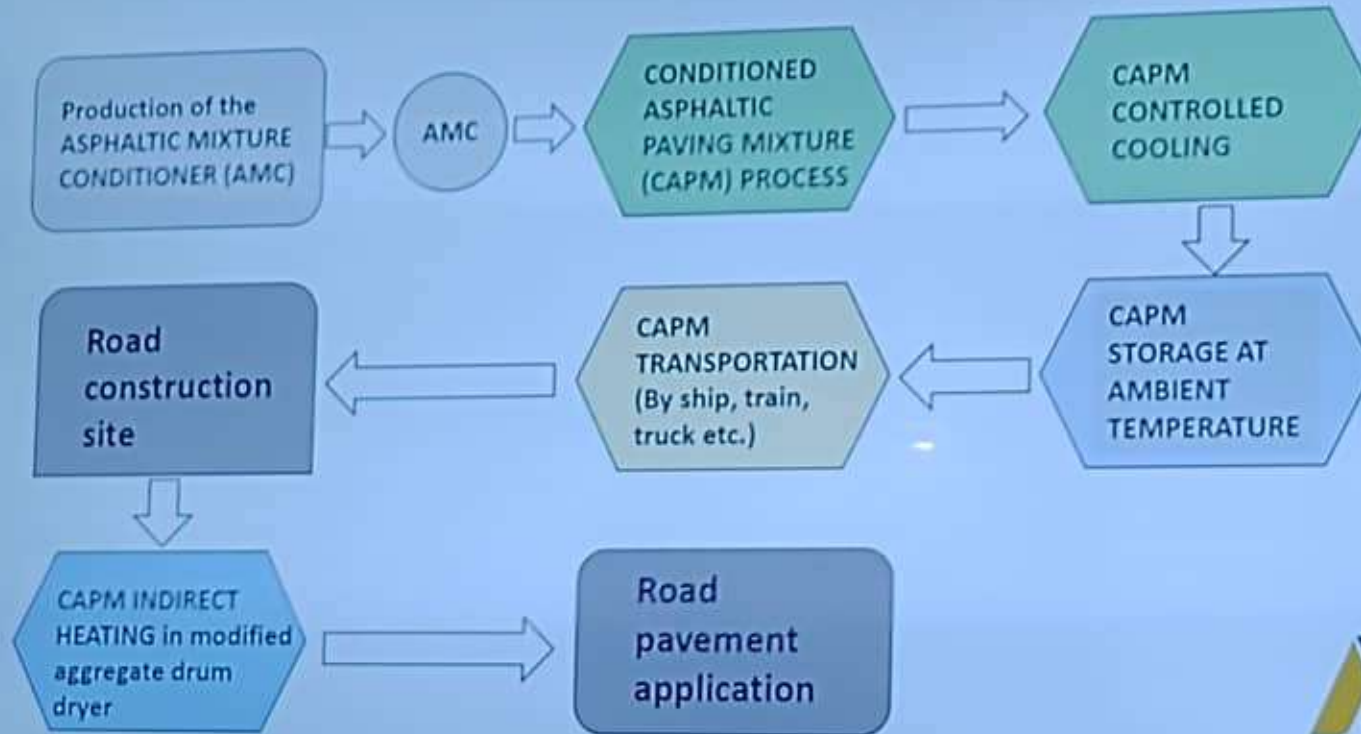 Production of the
ASPHALTIC MIXTURE
CONDITIONER (AMC)
AMC
CONDITIONED
ASPHALTIC
PAVING MIXTURE
(CAPM) PROCESS
CAPM
CONTROLLED
COOLING
CAPM
STORAGE AT
AMBIENT
TEMPERATURE
CAPM
TRANSPORTATION
(By ship, train,
truck etc.)
Road
construction
site
CAPM INDIRECT
HEATING in modified
aggregate drum
dryer
Road
pavement
application